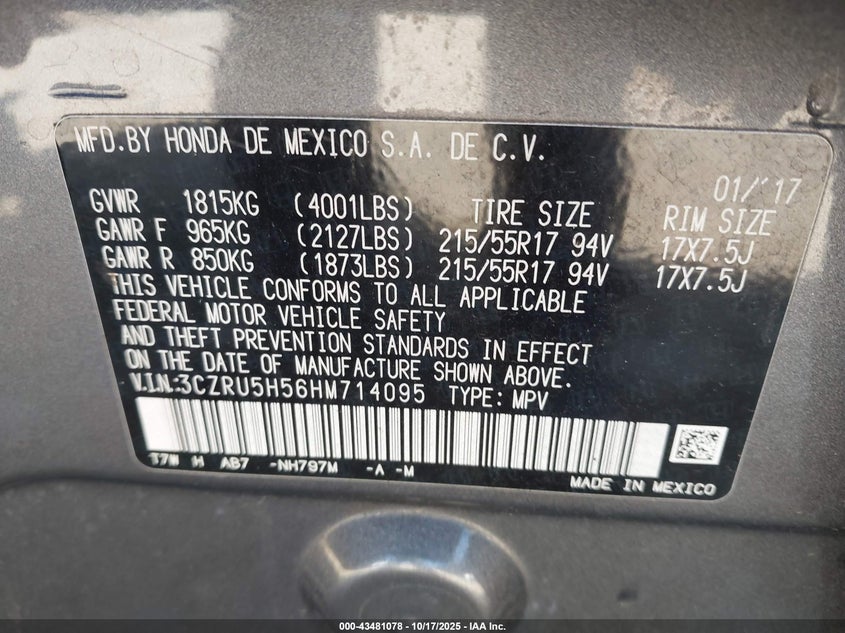 MFD.BY HONDA DE MEXICO S.A. DE C.V.
01/'17
GVWR 1815KG (4001LBS) TIRE SIZE RIM SIZE
GAWR F 965KG (2127LBS) 215/55R17 94V 17X7.5J
GAWR R 850KG (1873LBS) 215/55R17 94V 17X7.5J
THIS VEHICLE CONFORMS TO ALL APPLICABLE
FEDERAL MOTOR VEHICLE SAFETY
AND THEFT PREVENTION STANDARDS IN EFFECT
ON THE DATE OF MANUFACTURE SHOWN ABOVE.
V.I.N:3CZRU5H56HM714095 TYPE: MPV
T7W H AB7 -NH797M -A -M
MADE IN MEXICO
000-43481078 - 10/17/2025 - IAA Inc.